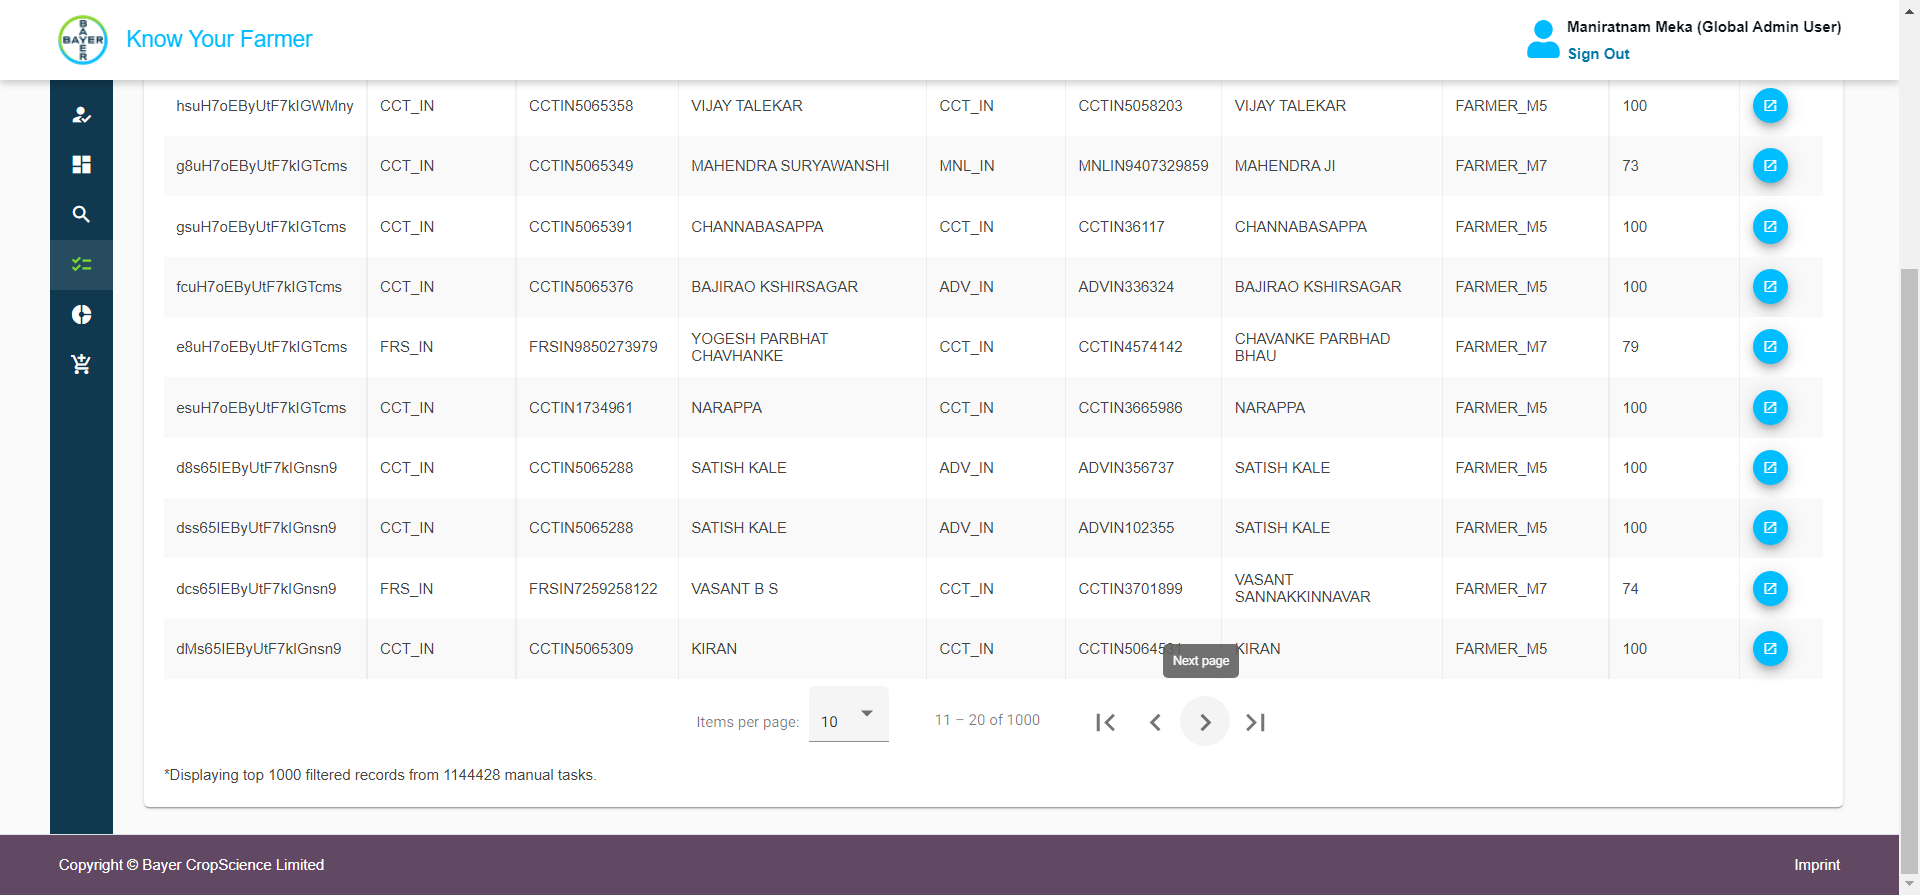 BAYER
BAYER
Know Your Farmer
Maniratnam Meka (Global Admin User)
Sign Out
hsuH7oEByUtF7kIGWMny CCT_IN CCTIN5065358 VIJAY TALEKAR CCT_IN CCTIN5058203 VIJAY TALEKAR FARMER_M5 100
g8uH7oEByUtF7kIGTcms CCT_IN CCTIN5065349 MAHENDRA SURYAWANSHI MNL_IN MNLIN9407329859 MAHENDRA JI FARMER_M7 73
gsuH7oEByUtF7kIGTcms CCT_IN CCTIN5065391 CHANNABASAPPA CCT_IN CCTIN36117 CHANNABASAPPA FARMER_M5 100
fcuH7oEByUtF7kIGTcms CCT_IN CCTIN5065376 BAJIRAO KSHIRSAGAR ADV_IN ADVIN336324 BAJIRAO KSHIRSAGAR FARMER_M5 100
e8uH7oEByUtF7kIGTcms FRS_IN FRSIN9850273979 YOGESH PARBHAT CHAVHANKE CCT_IN CCTIN4574142 CHAVANKE PARBHAD BHAU FARMER_M7 79
esuH7oEByUtF7kIGTcms CCT_IN CCTIN1734961 NARAPPA CCT_IN CCTIN3665986 NARAPPA FARMER_M5 100
d8s65IEByUtF7kIGnsn9 CCT_IN CCTIN5065288 SATISH KALE ADV_IN ADVIN356737 SATISH KALE FARMER_M5 100
dss65IEByUtF7kIGnsn9 CCT_IN CCTIN5065288 SATISH KALE ADV_IN ADVIN102355 SATISH KALE FARMER_M5 100
dcs65IEByUtF7kIGnsn9 FRS_IN FRSIN7259258122 VASANT B S CCT_IN CCTIN3701899 VASANT SANNAKKINNAVAR FARMER_M7 74
dMs65IEByUtF7kIGnsn9 CCT_IN CCTIN5065309 KIRAN CCT_IN CCTIN5064531 KIRAN FARMER_M5 100
Next page
Items per page: 10 11 – 20 of 1000
*Displaying top 1000 filtered records from 1144428 manual tasks.
Copyright © Bayer CropScience Limited Imprint